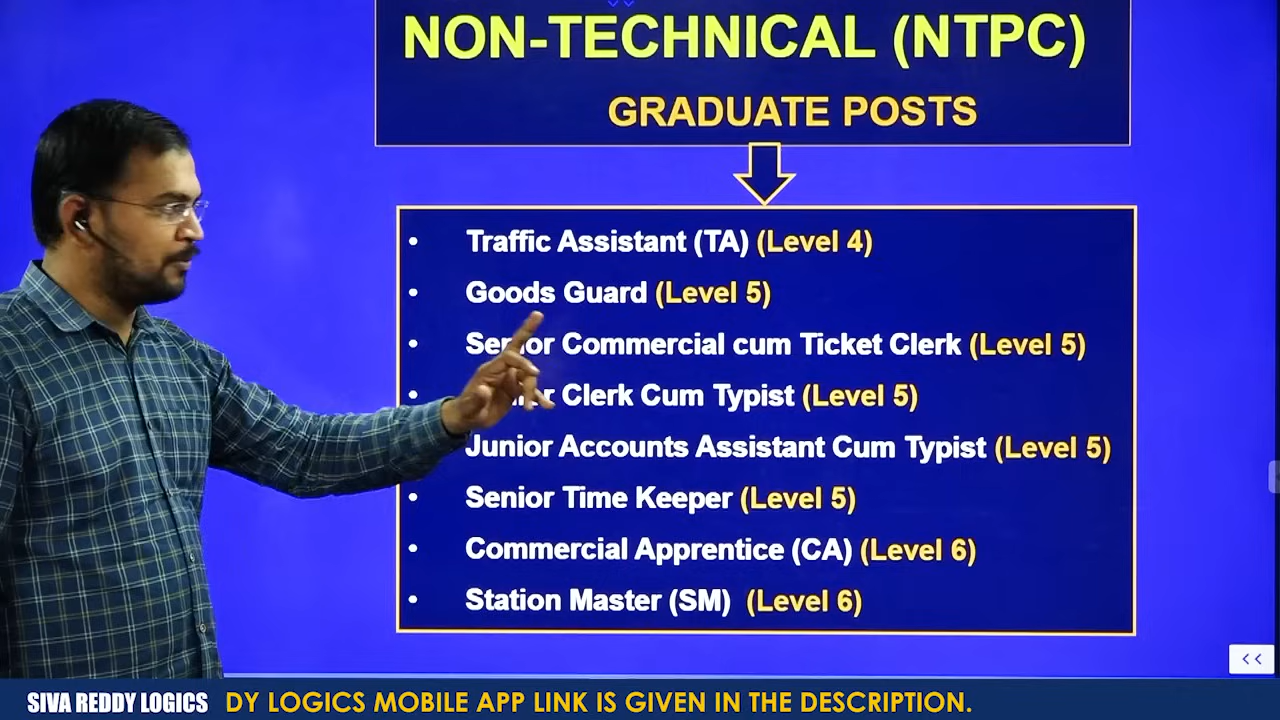 NON-TECHNICAL (NTPC)
GRADUATE POSTS
• Traffic Assistant (TA) (Level 4)
• Goods Guard (Level 5)
• Senior Commercial cum Ticket Clerk (Level 5)
• Clerk Cum Typist (Level 5)
Junior Accounts Assistant Cum Typist (Level 5)
• Senior Time Keeper (Level 5)
• Commercial Apprentice (CA) (Level 6)
• Station Master (SM) (Level 6)
SIVA REDDY LOGICS DY LOGICS MOBILE APP LINK IS GIVEN IN THE DESCRIPTION.